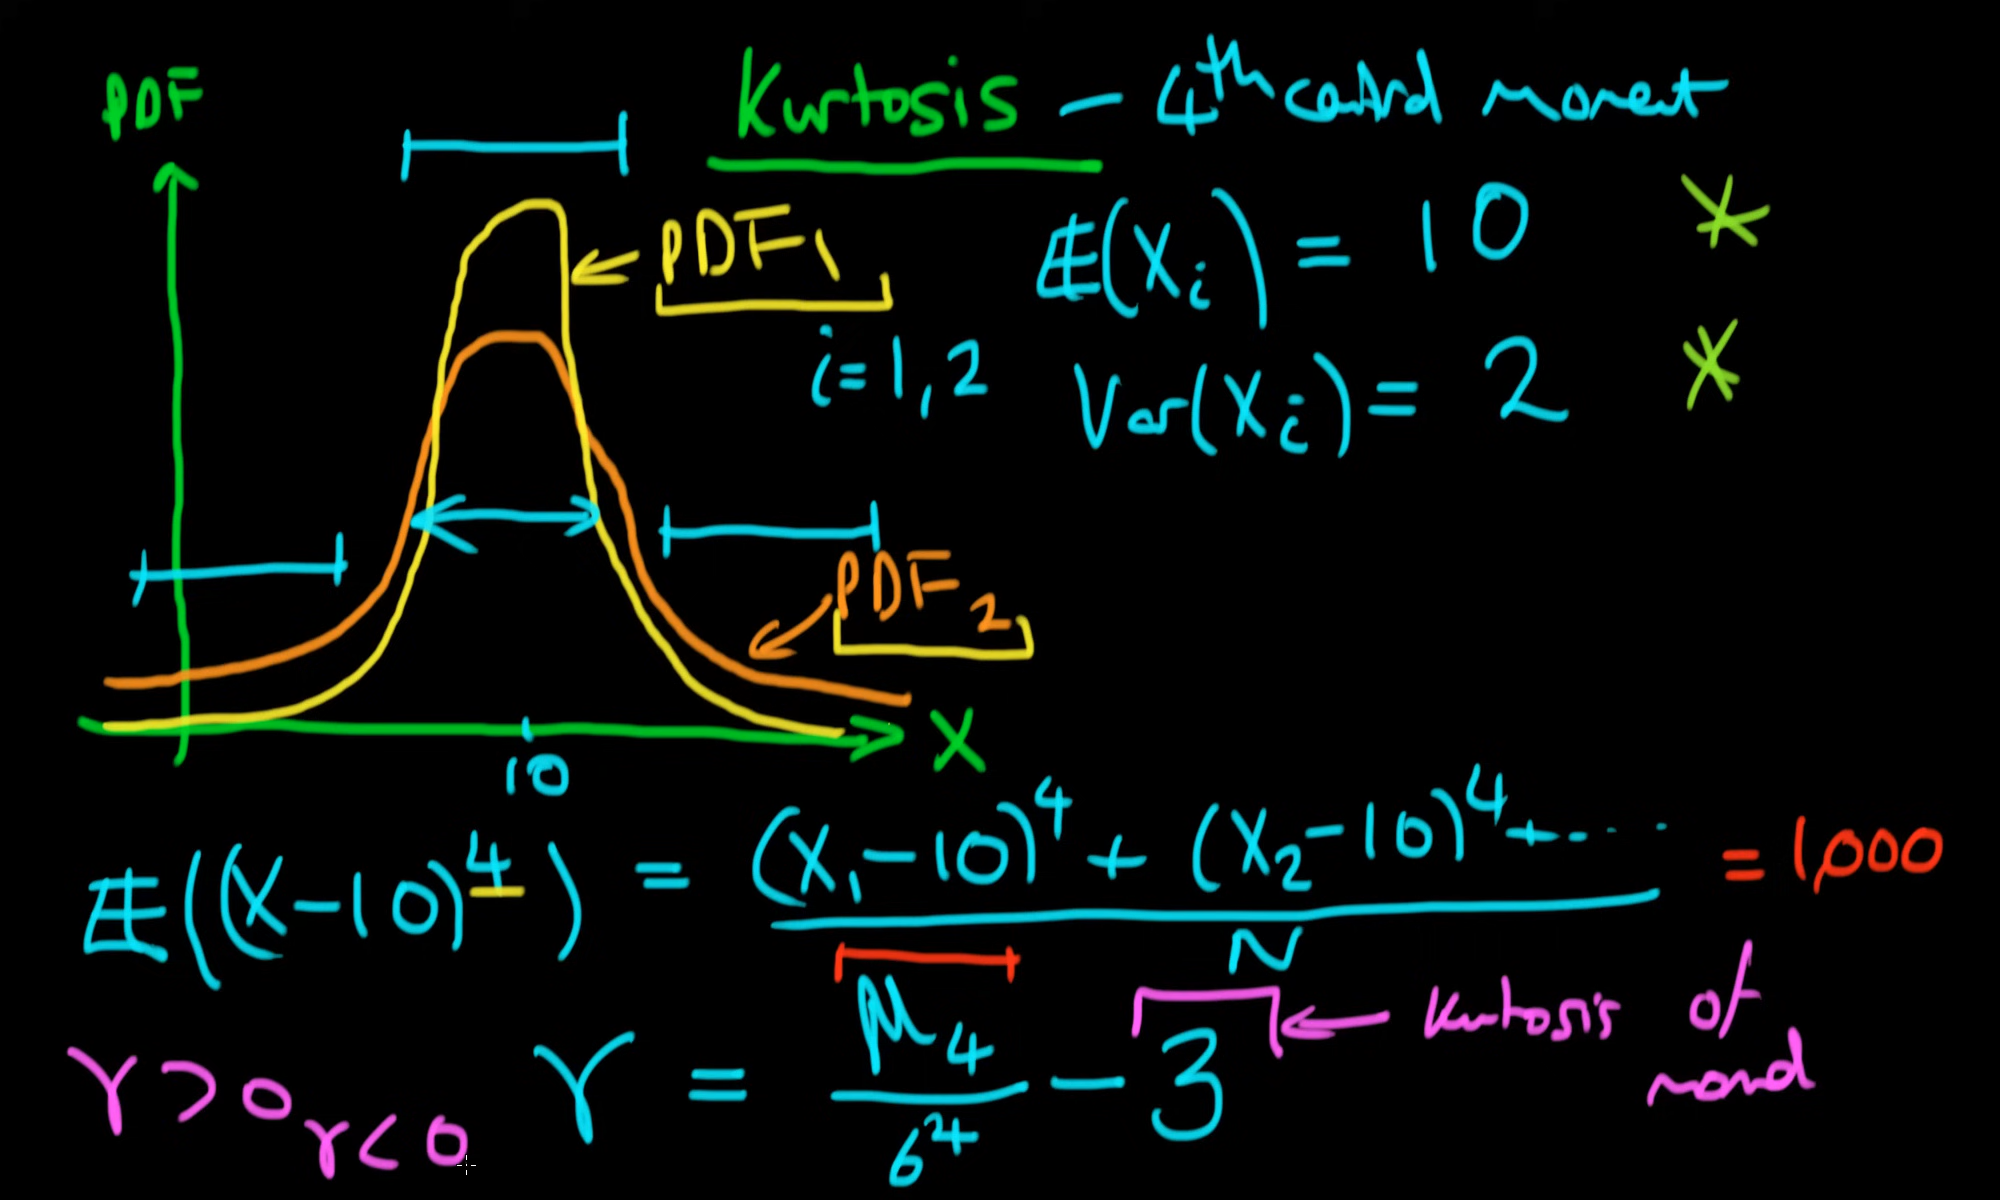 PDF
Kurtosis – 4th central moment
PDF1
E(Xi) = 10 *
i=1,2 Var(Xi) = 2 *
PDF2
X
10
E((X-10)^4) = ((X1-10)^4 + (X2-10)^4 + ····)/N = 1,000
γ>0 γ<0
γ = μ4/σ^4 - 3 ← Kurtosis of
normal